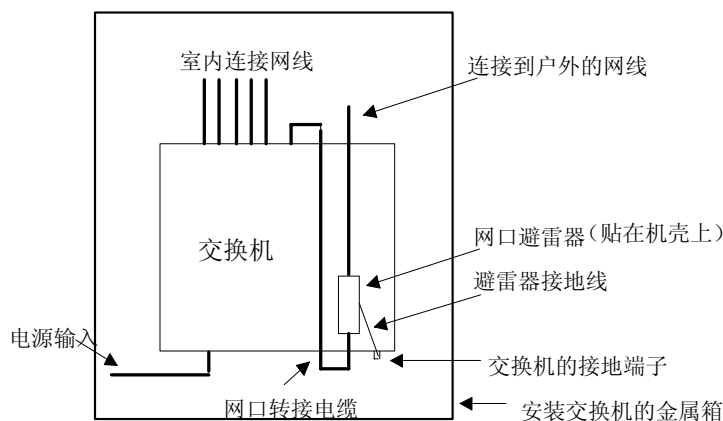 室内连接网线
连接到户外的网线
交换机
网口避雷器（贴在机壳上）
避雷器接地线
电源输入
交换机的接地端子
网口转接电缆
安装交换机的金属箱